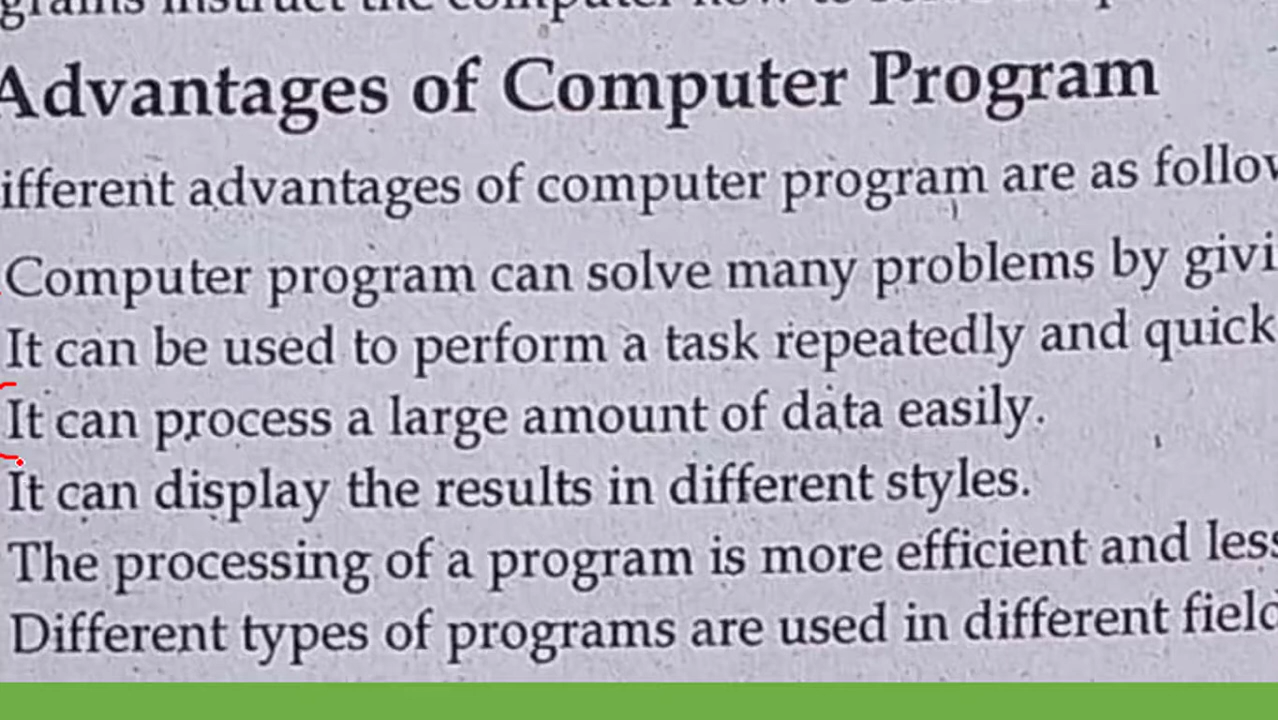 Advantages of Computer Program
ifferent advantages of computer program are as follow
Computer program can solve many problems by givi
It can be used to perform a task repeatedly and quick
It can process a large amount of data easily.
It can display the results in different styles.
The processing of a program is more efficient and less
Different types of programs are used in different field